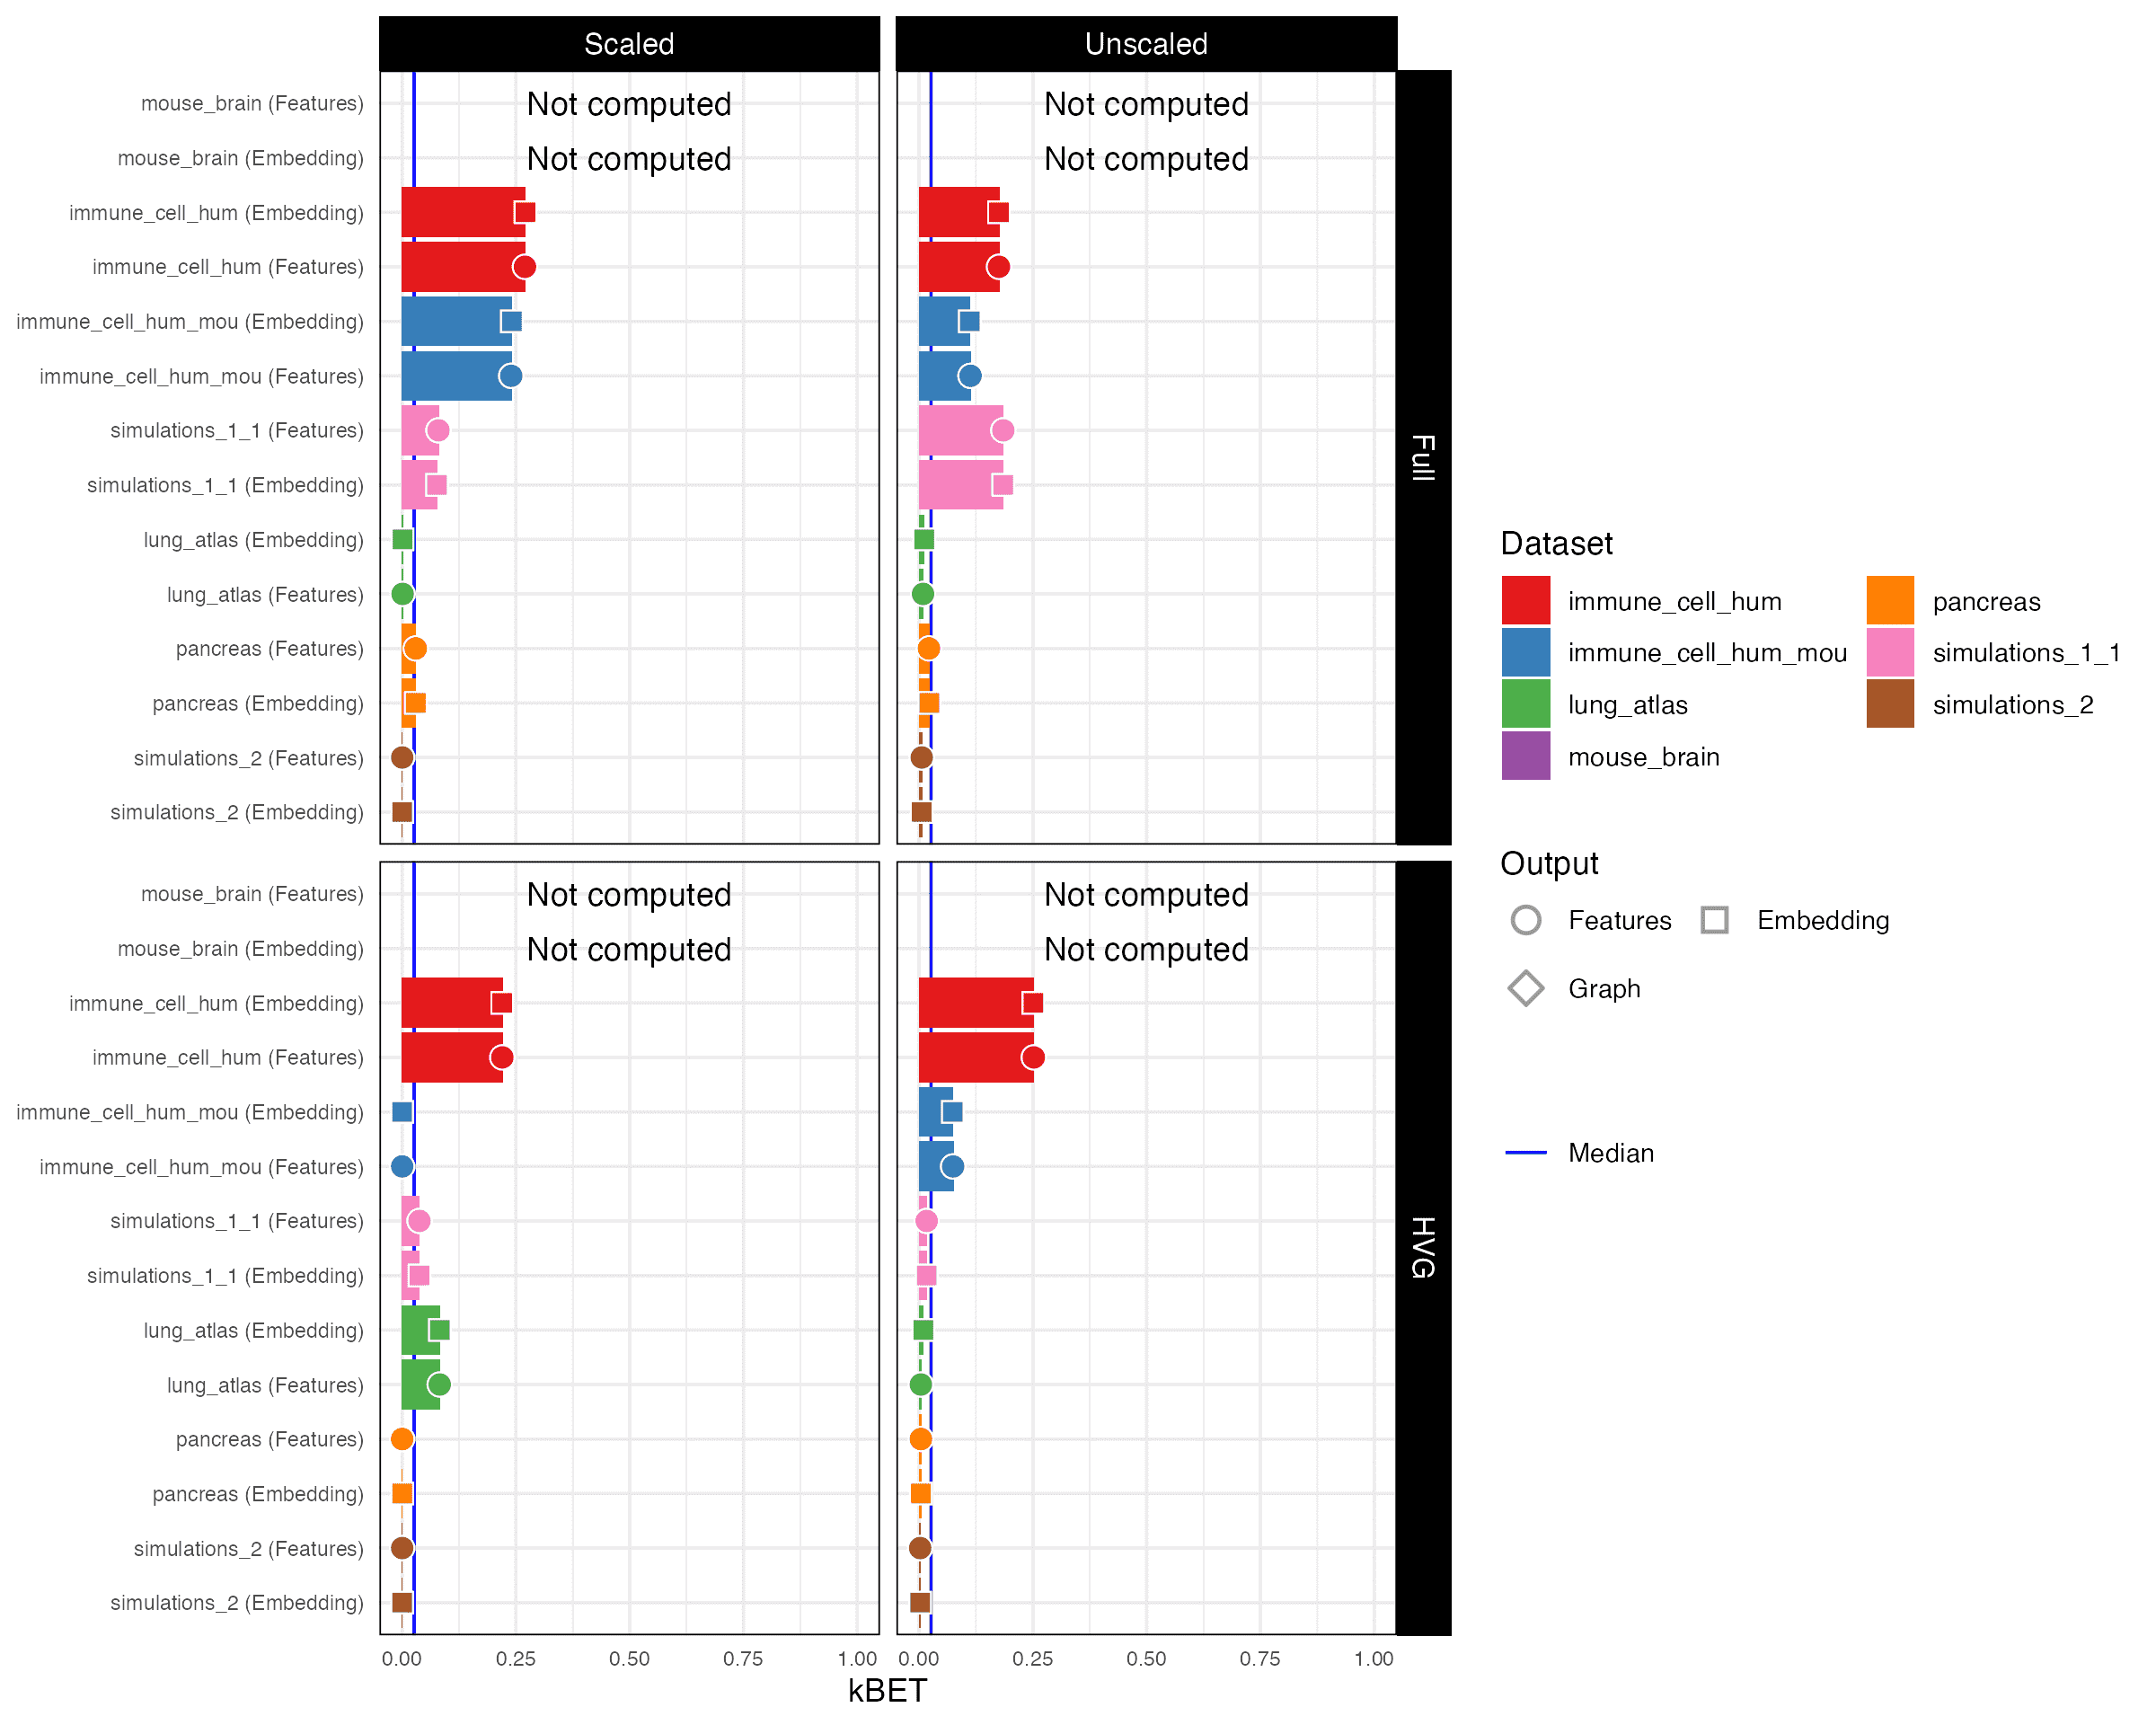 Scaled Unscaled
mouse_brain (Features) Not computed Not computed
mouse_brain (Embedding) Not computed Not computed
immune_cell_hum (Embedding)
immune_cell_hum (Features)
immune_cell_hum_mou (Embedding)
immune_cell_hum_mou (Features)
simulations_1_1 (Features)
simulations_1_1 (Embedding)
lung_atlas (Embedding)
lung_atlas (Features)
pancreas (Features)
pancreas (Embedding)
simulations_2 (Features)
simulations_2 (Embedding)
Full
mouse_brain (Features) Not computed Not computed
mouse_brain (Embedding) Not computed Not computed
immune_cell_hum (Embedding)
immune_cell_hum (Features)
immune_cell_hum_mou (Embedding)
immune_cell_hum_mou (Features)
simulations_1_1 (Features)
simulations_1_1 (Embedding)
lung_atlas (Embedding)
lung_atlas (Features)
pancreas (Features)
pancreas (Embedding)
simulations_2 (Features)
simulations_2 (Embedding)
HVG
0.00 0.25 0.50 0.75 1.00 0.00 0.25 0.50 0.75 1.00
kBET
Dataset
immune_cell_hum pancreas
immune_cell_hum_mou simulations_1_1
lung_atlas simulations_2
mouse_brain
Output
Features Embedding
Graph
Median